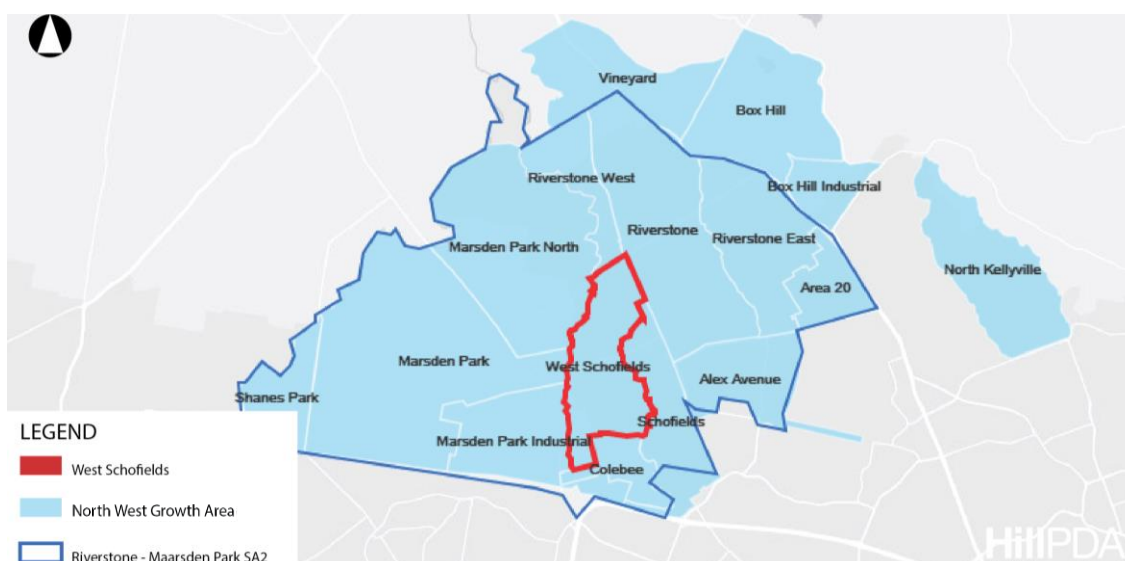 Vineyard
Box Hill
Riverstone West
Box Hill Industrial
Riverstone
Riverstone East
Marsden Park North
North Kellyville
Area 20
Marsden Park
West Schofields
Alex Avenue
Shanes Park
Schofields
LEGEND
Marsden Park Industrial
West Schofields
Colebee
North West Growth Area
Riverstone - Maarsden Park SA2
HillPDA